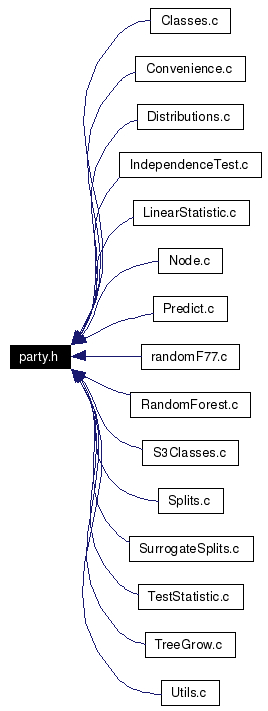 Classes.c
Convenience.c
Distributions.c
IndependenceTest.c
LinearStatistic.c
Node.c
Predict.c
party.h
randomF77.c
RandomForest.c
S3Classes.c
Splits.c
SurrogateSplits.c
TestStatistic.c
TreeGrow.c
Utils.c